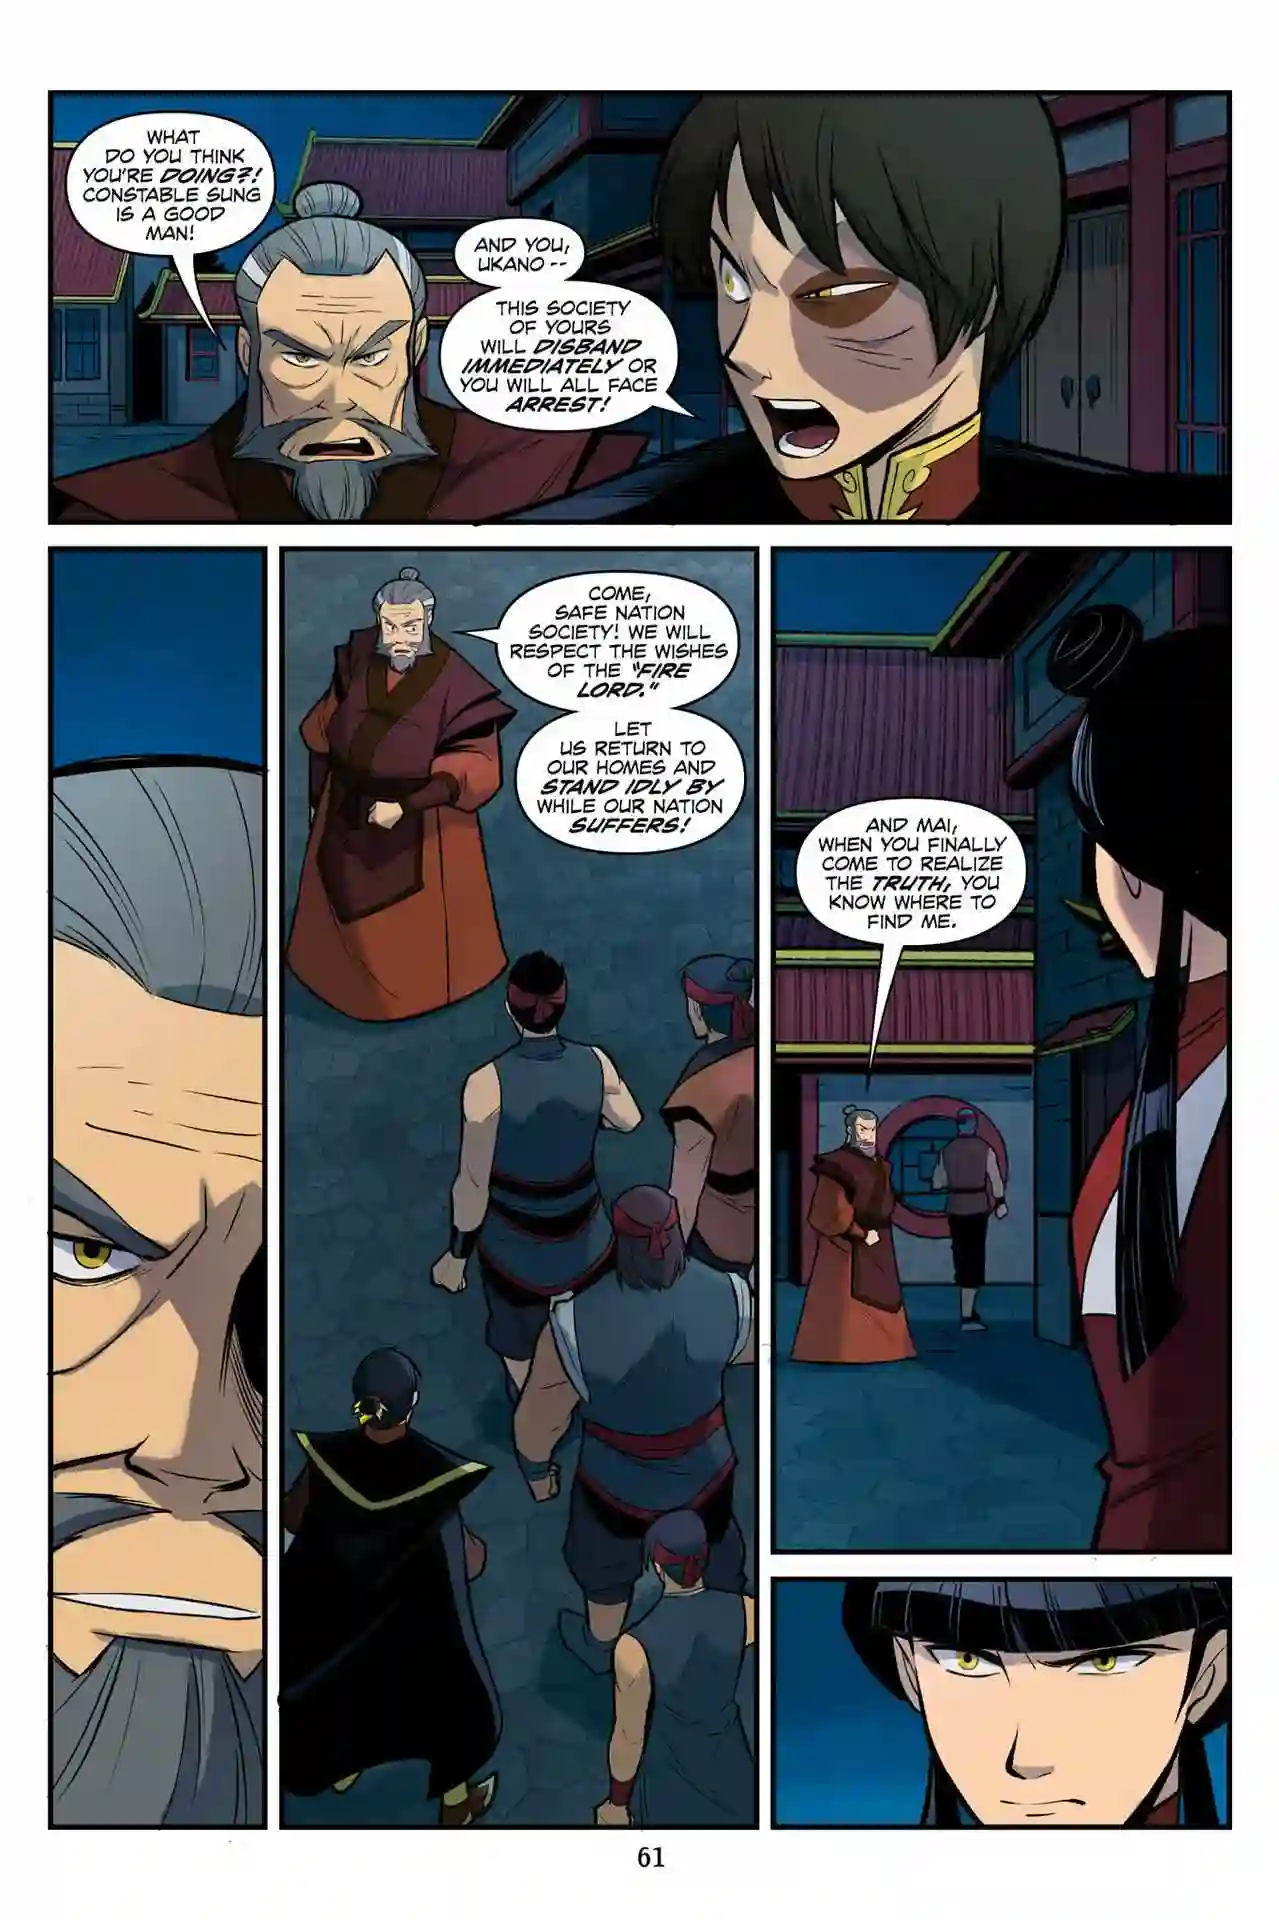 WHAT
DO YOU THINK
YOU'RE DOING?!
CONSTABLE SUNG
IS A GOOD
MAN!
AND YOU,
UKANO --
THIS SOCIETY
OF YOURS
WILL DISBAND
IMMEDIATELY OR
YOU WILL ALL FACE
ARREST!
COME,
SAFE NATION
SOCIETY! WE WILL
RESPECT THE WISHES
OF THE "FIRE
LORD."
LET
US RETURN TO
OUR HOMES AND
STAND IDLY BY
WHILE OUR NATION
SUFFERS!
AND MAI,
WHEN YOU FINALLY
COME TO REALIZE
THE TRUTH, YOU
KNOW WHERE TO
FIND ME.
61